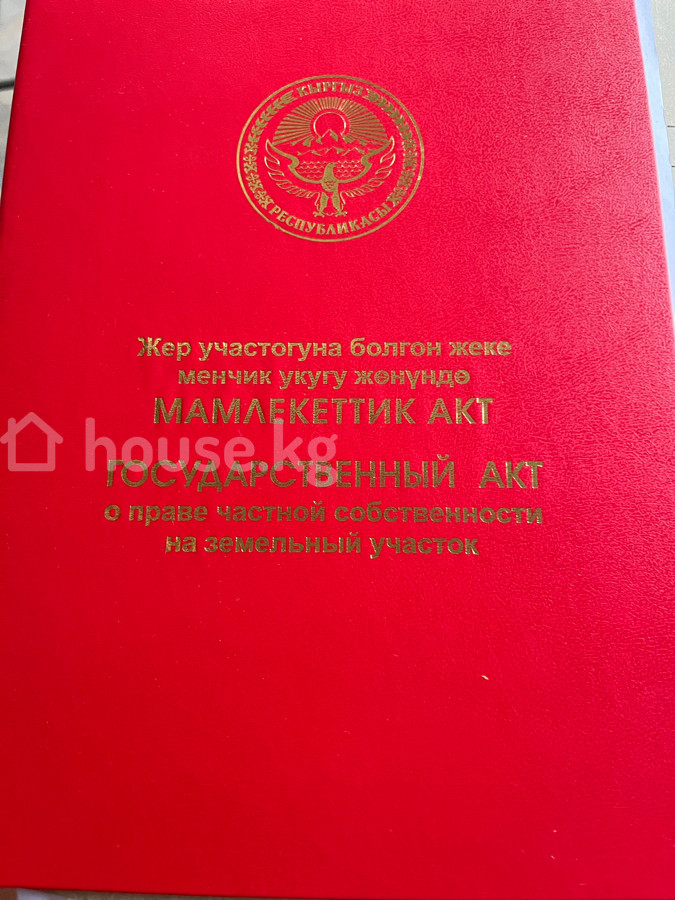 КЫРГЫЗ
РЕСПУБЛИКАСЫ
Жер участогуна болгон жеке
менчик укугу жөнүндө
МАМЛЕКЕТТИК АКТ
house.kg
ГОСУДАРСТВЕННЫЙ АКТ
о праве частной собственности
на земельный участок